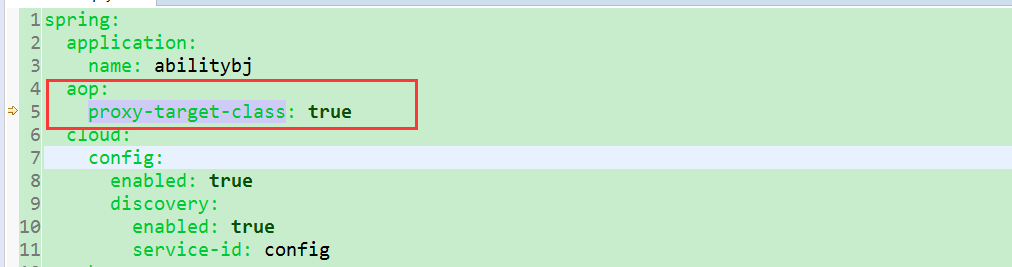 1 spring:
2   application:
3     name: abilitybj
4   aop:
5     proxy-target-class: true
6   cloud:
7     config:
8       enabled: true
9       discovery:
10         enabled: true
11         service-id: config